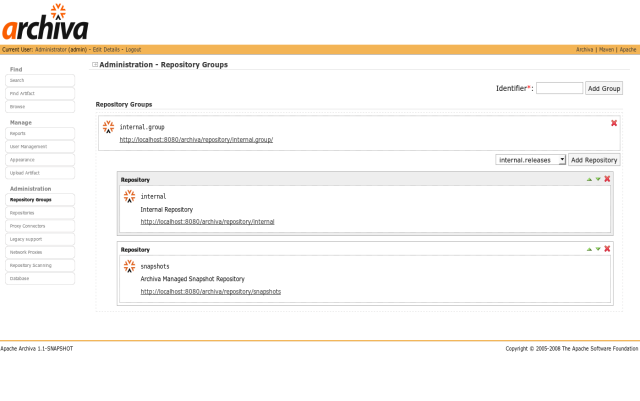 archiva
Current User: Administrator (admin) - Edit Details - Logout
Archiva | Maven | Apache
Find
Search
Find Artifact
Browse
Manage
Reports
User Management
Appearance
Upload Artifact
Administration
Repository Groups
Repositories
Proxy Connectors
Legacy support
Network Proxies
Repository Scanning
Database
Administration - Repository Groups
Identifier*:
Add Group
Repository Groups
internal.group
http://localhost:8080/archiva/repository/internal.group/
internal.releases
Add Repository
Repository
internal
Internal Repository
http://localhost:8080/archiva/repository/internal
Repository
snapshots
Archiva Managed Snapshot Repository
http://localhost:8080/archiva/repository/snapshots
Apache Archiva 1.1-SNAPSHOT
Copyright © 2005-2008 The Apache Software Foundation